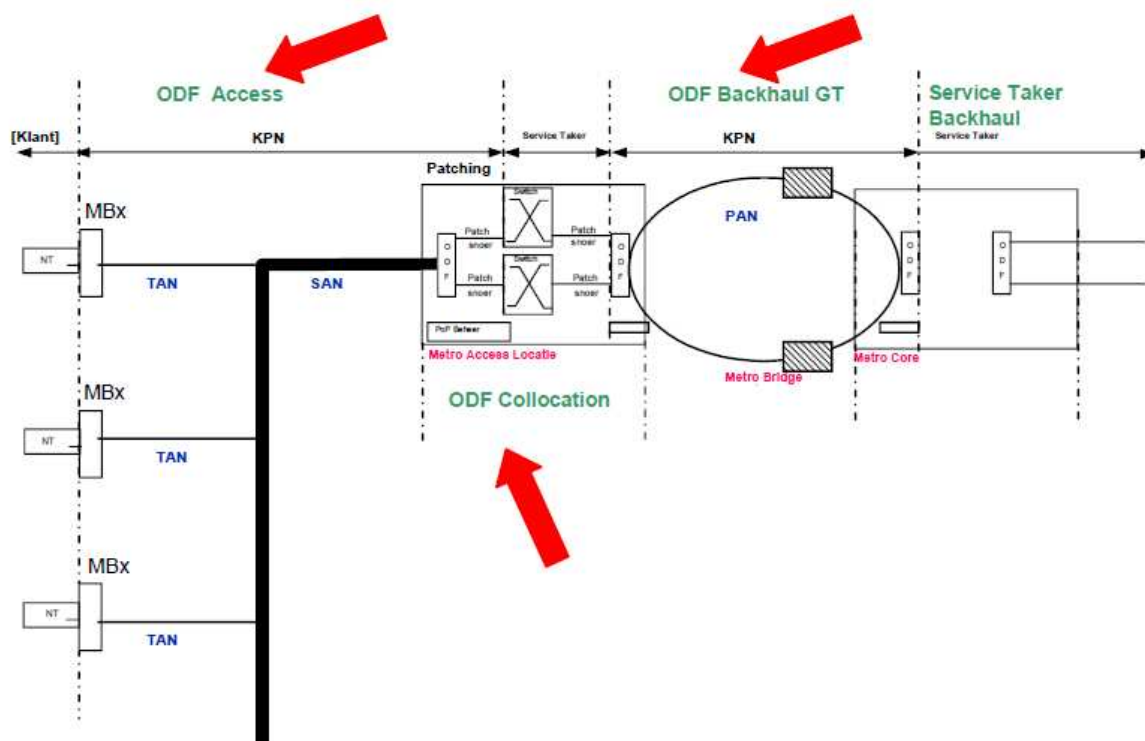 ODF Access
ODF Backhaul GT
Service Taker
Backhaul
[Klant]
KPN
Service Taker
KPN
Service Taker
Patching
MBx
NT
TAN
SAN
O
D
F
Patch
snoer
Patch
snoer
Switch
Switch
Patch
snoer
Patch
snoer
O
D
F
PAN
O
D
F
O
D
F
PoP Beheer
Metro Access Locatie
Metro Bridge
Metro Core
ODF Collocation
MBx
NT
TAN
MBx
NT
TAN